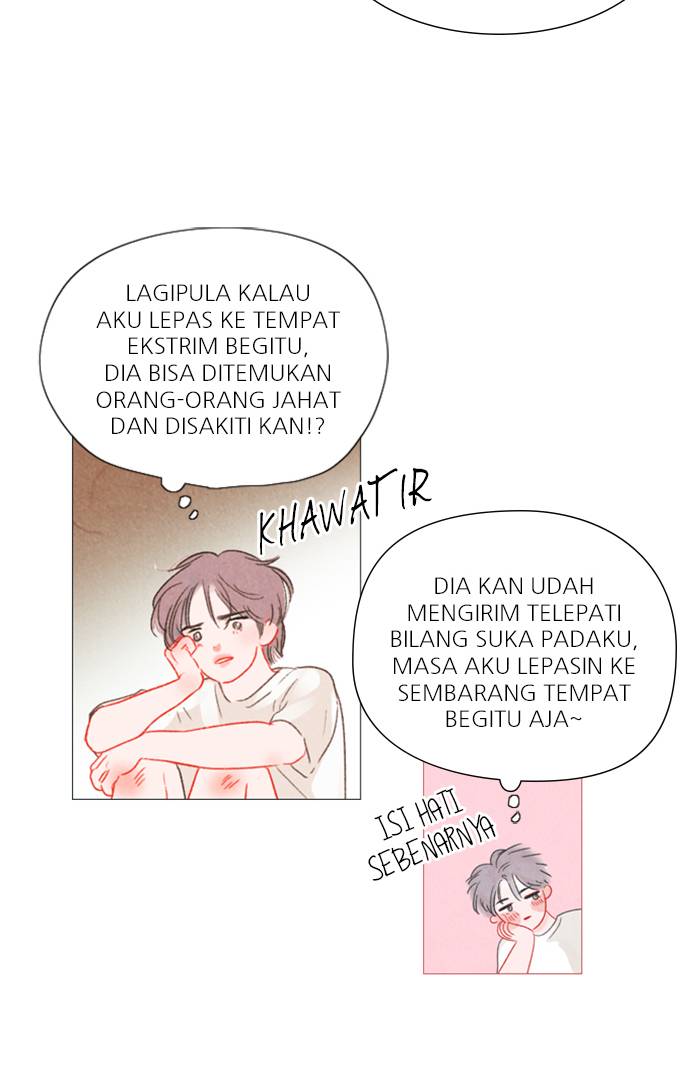 LAGIPULA KALAU
AKU LEPAS KE TEMPAT
EKSTRIM BEGITU,
DIA BISA DITEMUKAN
ORANG-ORANG JAHAT
DAN DISAKITI KAN!?
KHAWATIR
DIA KAN UDAH
MENGIRIM TELEPATI
BILANG SUKA PADAKU,
MASA AKU LEPASIN KE
SEMBARANG TEMPAT
BEGITU AJA~
ISI HATI
SEBENARNYA